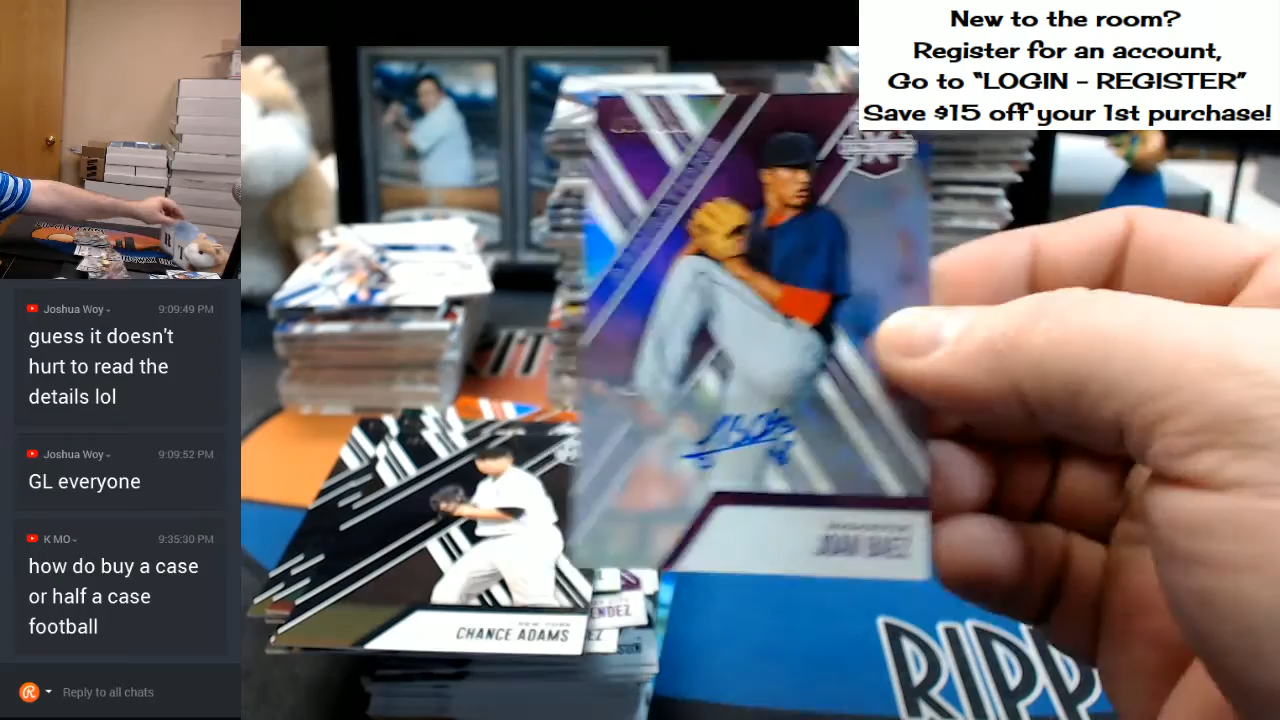 New to the room?
Register for an account,
Go to “LOGIN - REGISTER”
Save $15 off your 1st purchase!
Joshua Woy
9:09:49 PM
guess it doesn't
hurt to read the
details lol
Joshua Woy
9:09:52 PM
GL everyone
K MO
9:35:30 PM
how do buy a case
or half a case
football
Reply to all chats
NEW YORK
CHANCE ADAMS
JOAN BAEZ
RIPP